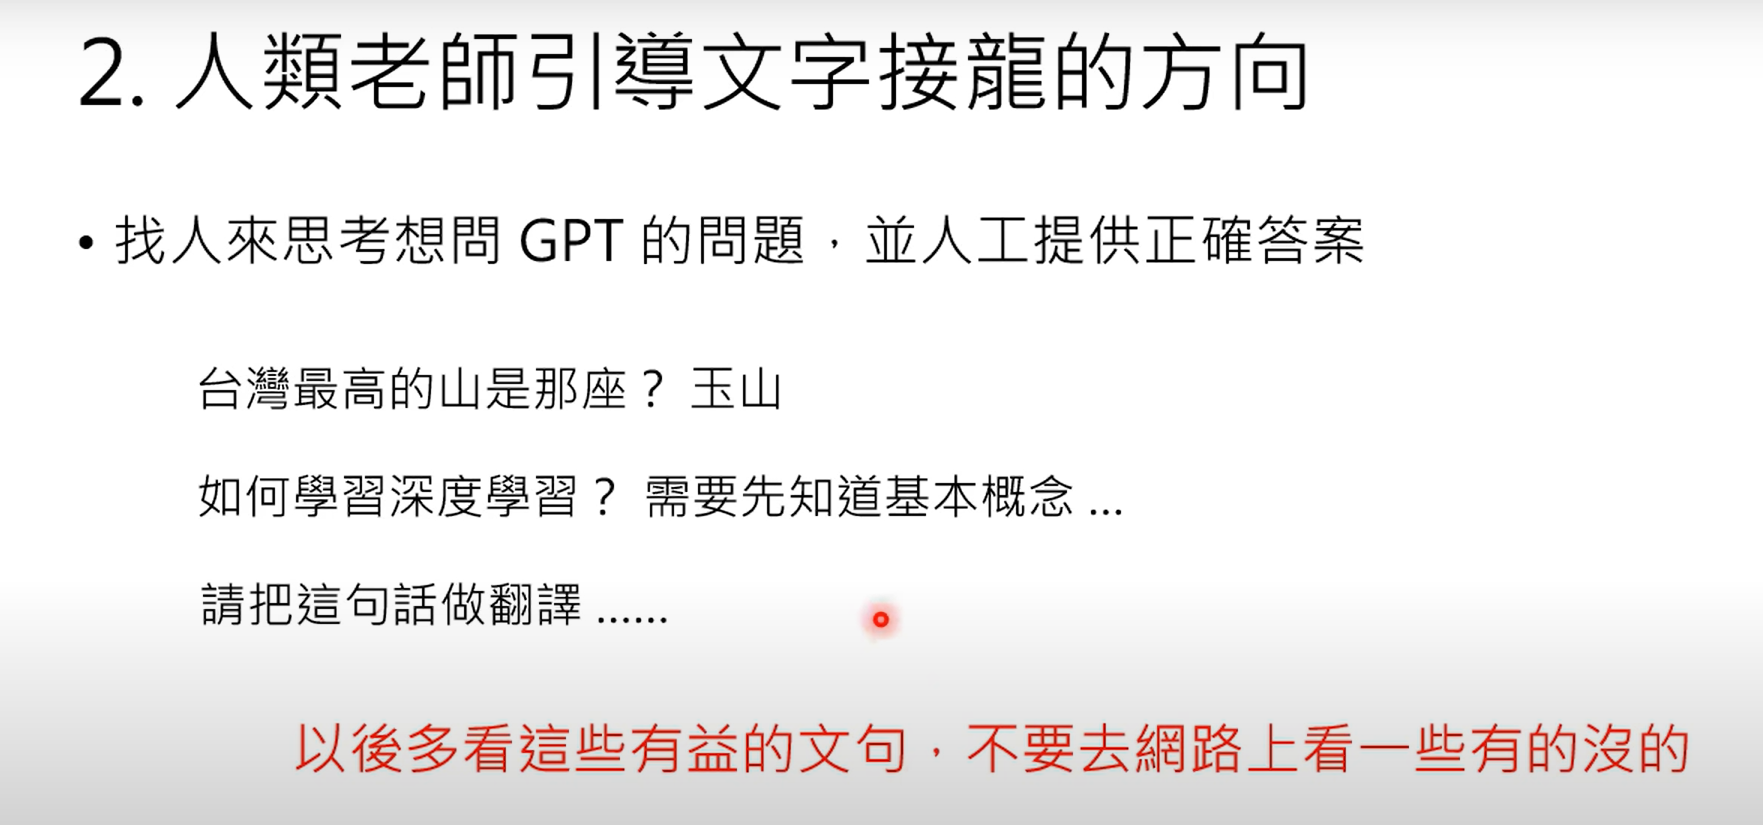 2. 人類老師引導文字接龍的方向
• 找人來思考想問 GPT 的問題，並人工提供正確答案
台灣最高的山是那座？ 玉山
如何學習深度學習？ 需要先知道基本概念 ...
請把這句話做翻譯 ......
以後多看這些有益的文句，不要去網路上看一些有的沒的